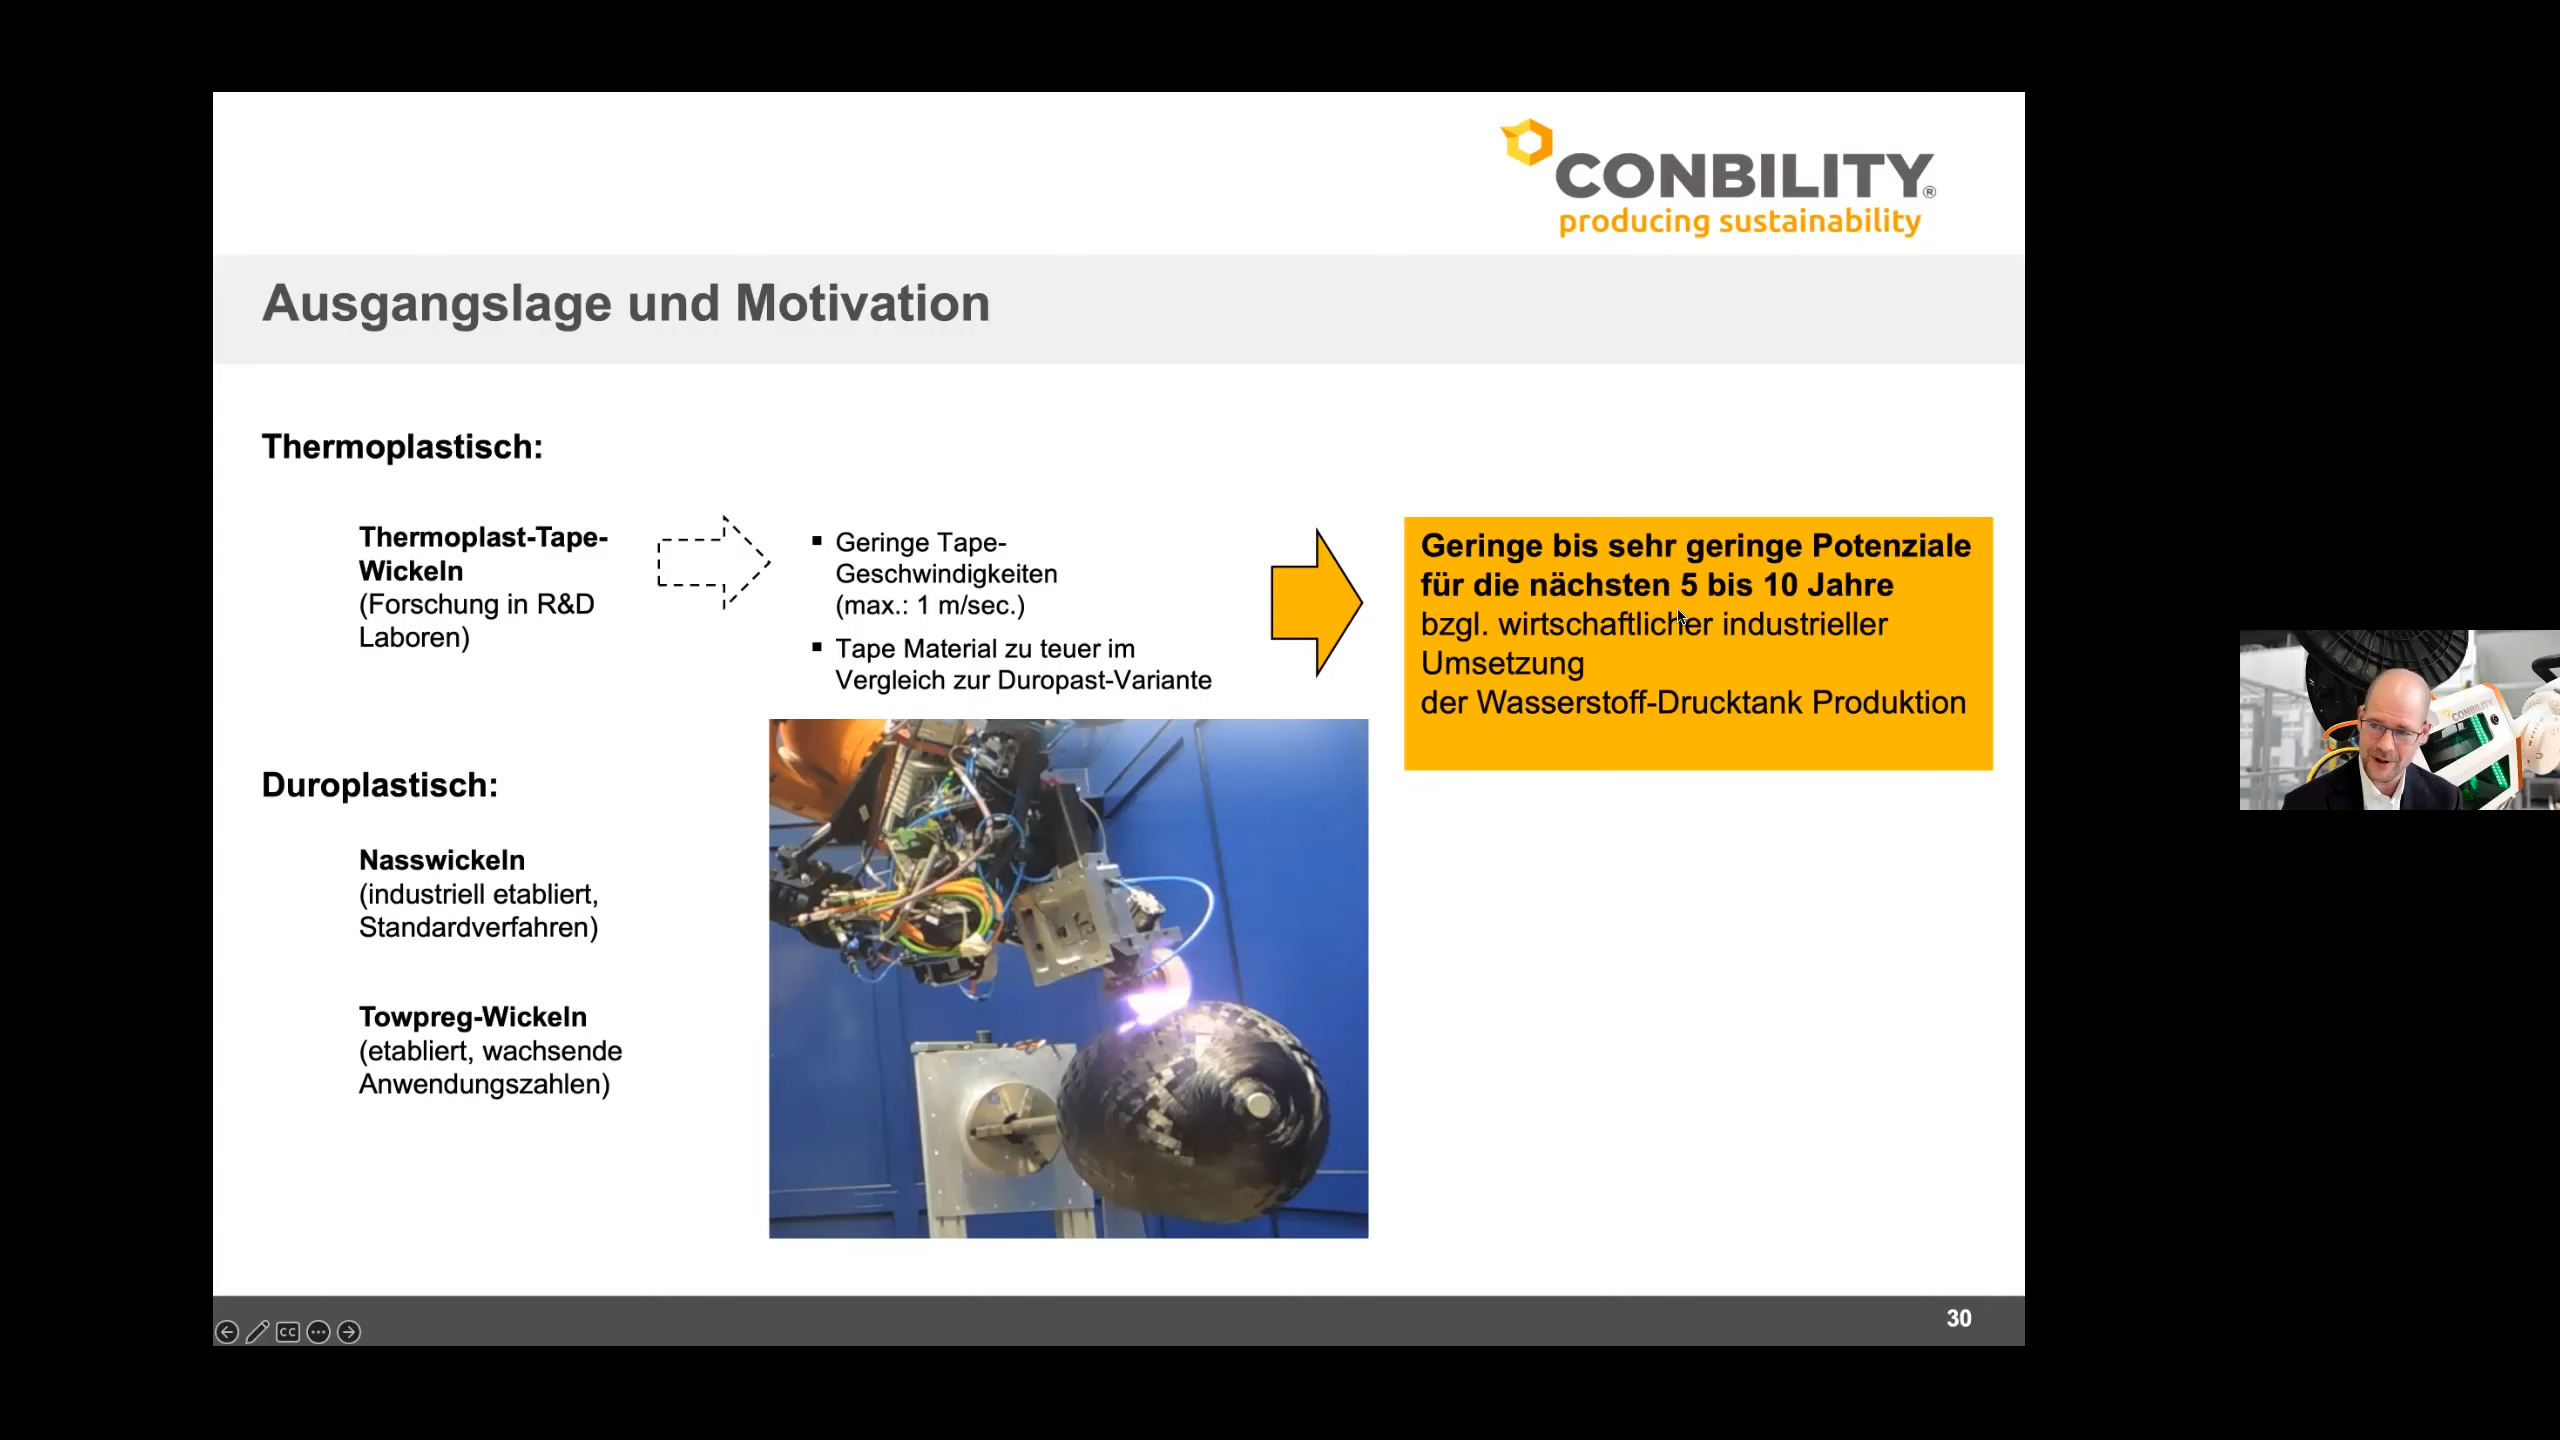 CONBILITY®
producing sustainability
Ausgangslage und Motivation
Thermoplastisch:
Thermoplast-Tape-
Wickeln
(Forschung in R&D
Laboren)
▪ Geringe Tape-
Geschwindigkeiten
(max.: 1 m/sec.)
▪ Tape Material zu teuer im
Vergleich zur Duropast-Variante
Geringe bis sehr geringe Potenziale
für die nächsten 5 bis 10 Jahre
bzgl. wirtschaftlicher industrieller
Umsetzung
der Wasserstoff-Drucktank Produktion
Duroplastisch:
Nasswickeln
(industriell etabliert,
Standardverfahren)
Towpreg-Wickeln
(etabliert, wachsende
Anwendungszahlen)
CONBILITY
CC
30